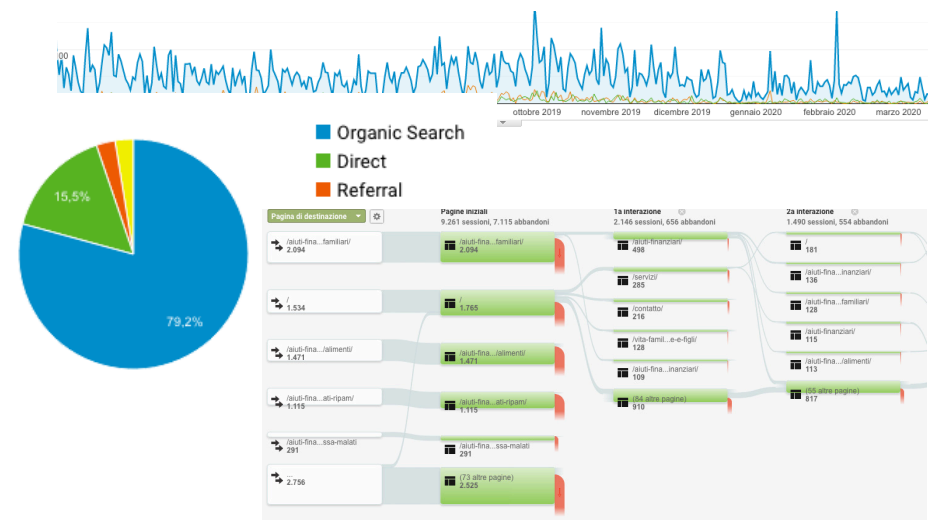 00
ottobre 2019
novembre 2019
dicembre 2019
gennaio 2020
febbraio 2020
marzo 2020
Organic Search
Direct
Referral
15,5%
79,2%
Pagina di destinazione
Pagine iniziali
9.261 sessioni, 7.115 abbandoni
1a interazione
2.146 sessioni, 656 abbandoni
2a interazione
1.490 sessioni, 554 abbandoni
/aiuti-fina...familiari/
2.094
/
1.534
/aiuti-fina.../alimenti/
1.471
/aiuti-fina...ati-ripam/
1.115
/aiuti-fina...ssa-malati
291
...
2.756
/aiuti-fina...familiari/
2.094
/
1.765
/aiuti-fina.../alimenti/
1.471
/aiuti-fina...ati-ripam/
1.115
/aiuti-fina...ssa-malati
291
(73 altre pagine)
2.525
/aiuti-finanziari/
498
/servizi/
285
/contatto/
216
/vita-famil...e-e-figli/
128
/aiuti-fina...inanziari/
109
(84 altre pagine)
910
/
181
/aiuti-fina...inanziari/
136
/aiuti-fina...familiari/
128
/aiuti-finanziari/
115
/aiuti-fina.../alimenti/
113
(55 altre pagine)
817